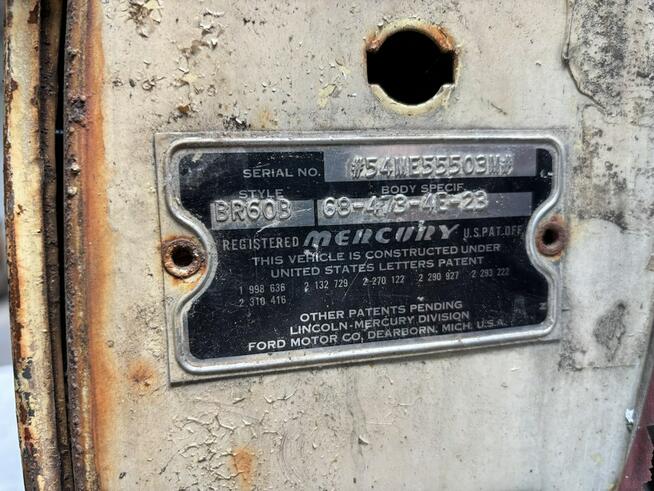 SERIAL NO. #54ME55503M#
STYLE BODY SPECIF.
BR60B 68-473-4B-23
REGISTERED MERCURY U.S.PAT.OFF.
THIS VEHICLE IS CONSTRUCTED UNDER
UNITED STATES LETTERS PATENT
1 998 636 2 132 729 2 270 122 2 290 927 2 293 222
2 310 416
OTHER PATENTS PENDING
LINCOLN-MERCURY DIVISION
FORD MOTOR CO, DEARBORN, MICH. U.S.A.